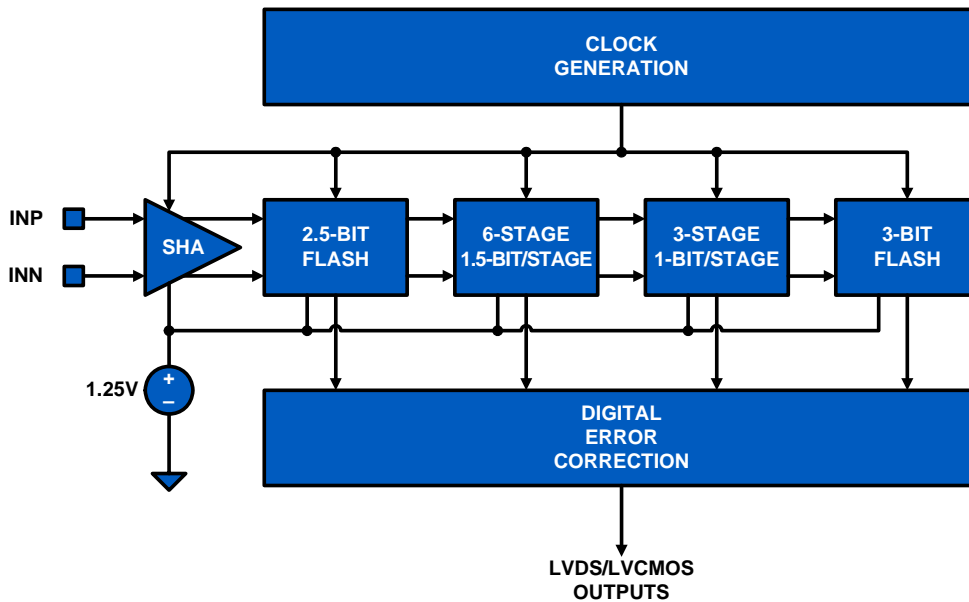 CLOCK
GENERATION
INP
INN
SHA
2.5-BIT
FLASH
6-STAGE
1.5-BIT/STAGE
3-STAGE
1-BIT/STAGE
3-BIT
FLASH
1.25V
+
–
DIGITAL
ERROR
CORRECTION
LVDS/LVCMOS
OUTPUTS